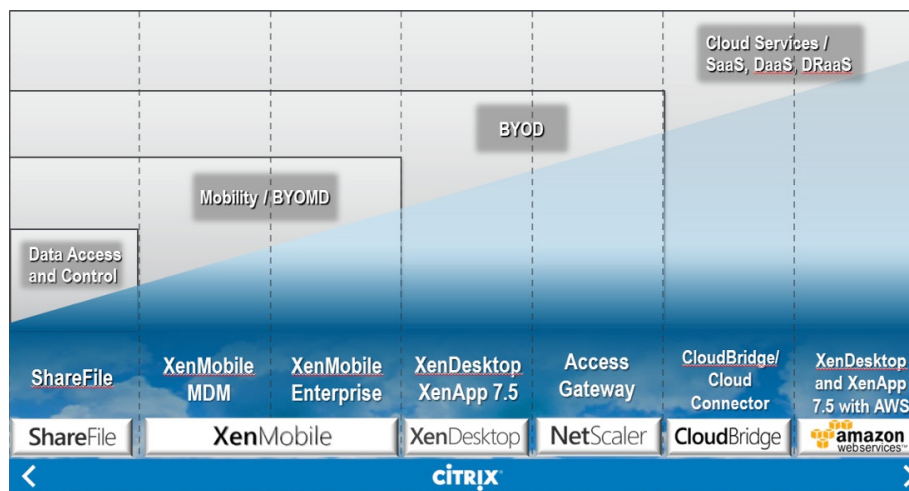 Cloud Services /
SaaS, DaaS, DRaaS
BYOD
Mobility / BYOMD
Data Access
and Control
ShareFile
XenMobile
MDM
XenMobile
Enterprise
XenDesktop
XenApp 7.5
Access
Gateway
CloudBridge/
Cloud
Connector
XenDesktop
and XenApp
7.5 with AWS
ShareFile
XenMobile
XenDesktop
NetScaler
CloudBridge
amazon
webservices™
CITRIX